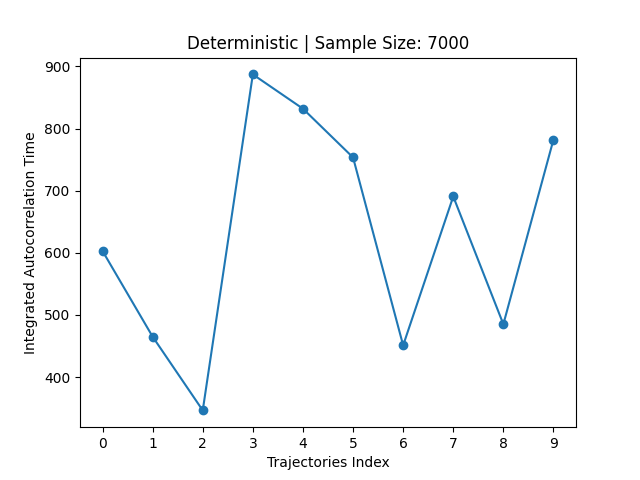 Deterministic | Sample Size: 7000
Integrated Autocorrelation Time
900
800
700
600
500
400
0 1 2 3 4 5 6 7 8 9
Trajectories Index